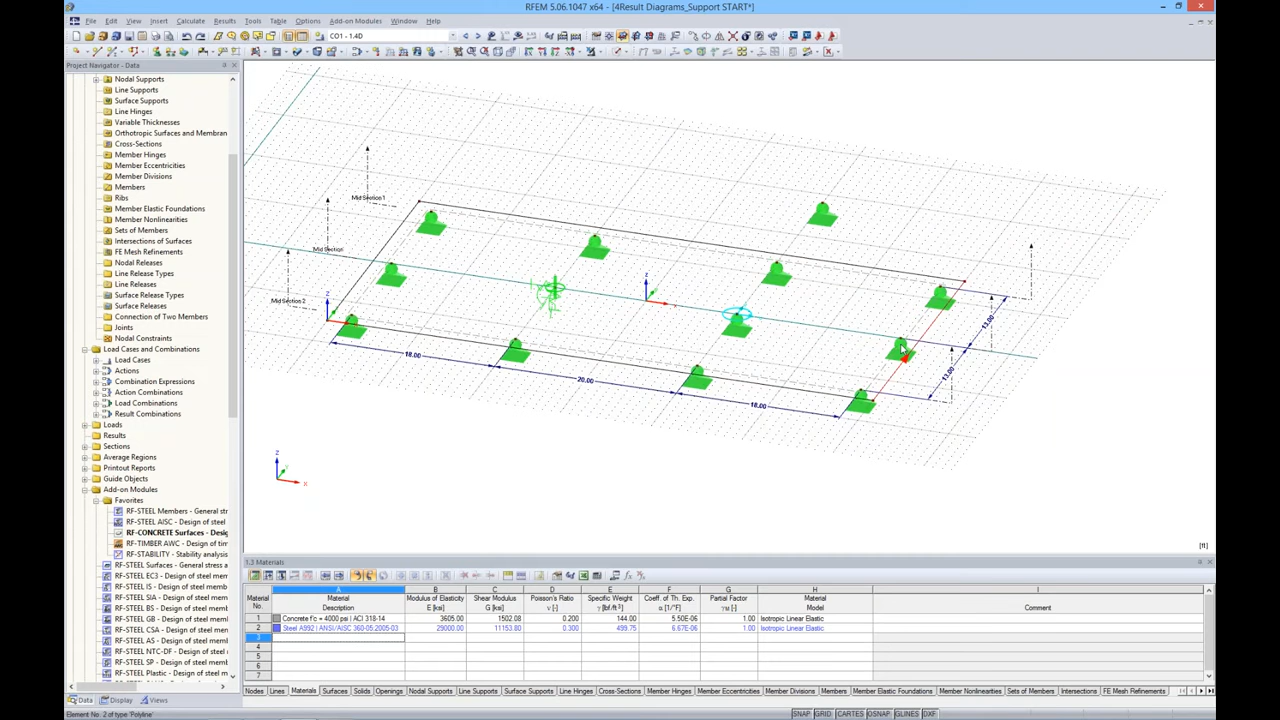 RFEM 5.06.1047 x64 - [4Result Diagrams_Support START*]
File Edit View Insert Calculate Results Tools Table Options Add-on Modules Window Help
CO1 - 1.4D
Project Navigator - Data
Nodal Supports
Line Supports
Surface Supports
Line Hinges
Variable Thicknesses
Orthotropic Surfaces and Membran
Cross-Sections
Member Hinges
Member Eccentricities
Member Divisions
Members
Ribs
Member Elastic Foundations
Member Nonlinearities
Sets of Members
Intersections of Surfaces
FE Mesh Refinements
Nodal Releases
Line Release Types
Line Releases
Surface Release Types
Surface Releases
Connection of Two Members
Joints
Nodal Constraints
Load Cases and Combinations
Load Cases
Actions
Combination Expressions
Action Combinations
Load Combinations
Result Combinations
Loads
Results
Sections
Average Regions
Printout Reports
Guide Objects
Add-on Modules
Favorites
RF-STEEL Members - General stre
RF-STEEL AISC - Design of steel
RF-CONCRETE Surfaces - Desig
RF-TIMBER AWC - Design of tim
RF-STABILITY - Stability analysis
RF-STEEL Surfaces - General stress a
RF-STEEL EC3 - Design of steel mem
RF-STEEL IS - Design of steel memb
RF-STEEL SIA - Design of steel mem
RF-STEEL BS - Design of steel mem
RF-STEEL GB - Design of steel mem
RF-STEEL CSA - Design of steel mem
RF-STEEL AS - Design of steel mem
RF-STEEL NTC-DF - Design of steel
RF-STEEL SP - Design of steel mem
RF-STEEL Plastic - Design of steel m
Data Display Views
Mid Section1
Mid Section
Mid Section 2
Z
Z
X
18.00
20.00
18.00
13.00
13.00
Z
Y
X
[ft]
1.3 Materials
A B C D E F G H I
Material No. Material Description Modulus of Elasticity E [ksi] Shear Modulus G [ksi] Poisson's Ratio ν [-] Specific Weight γ [lbf/ft³] Coeff. of Th. Exp. α [1/°F] Partial Factor γM [-] Material Model Comment
1 Concrete f'c = 4000 psi | ACI 318-14 3605.00 1502.08 0.200 144.00 5.50E-06 1.00 Isotropic Linear Elastic
2 Steel A992 | ANSI/AISC 360-05:2005-03 29000.00 11153.80 0.300 499.75 6.67E-06 1.00 Isotropic Linear Elastic
3
4
5
6
7
Nodes Lines Materials Surfaces Solids Openings Nodal Supports Line Supports Surface Supports Line Hinges Cross-Sections Member Hinges Member Eccentricities Member Divisions Members Member Elastic Foundations Member Nonlinearities Sets of Members Intersections FE Mesh Refinements
Element No. 2 of type 'Polyline'
SNAP GRID CARTES OSNAP GLINES DXF